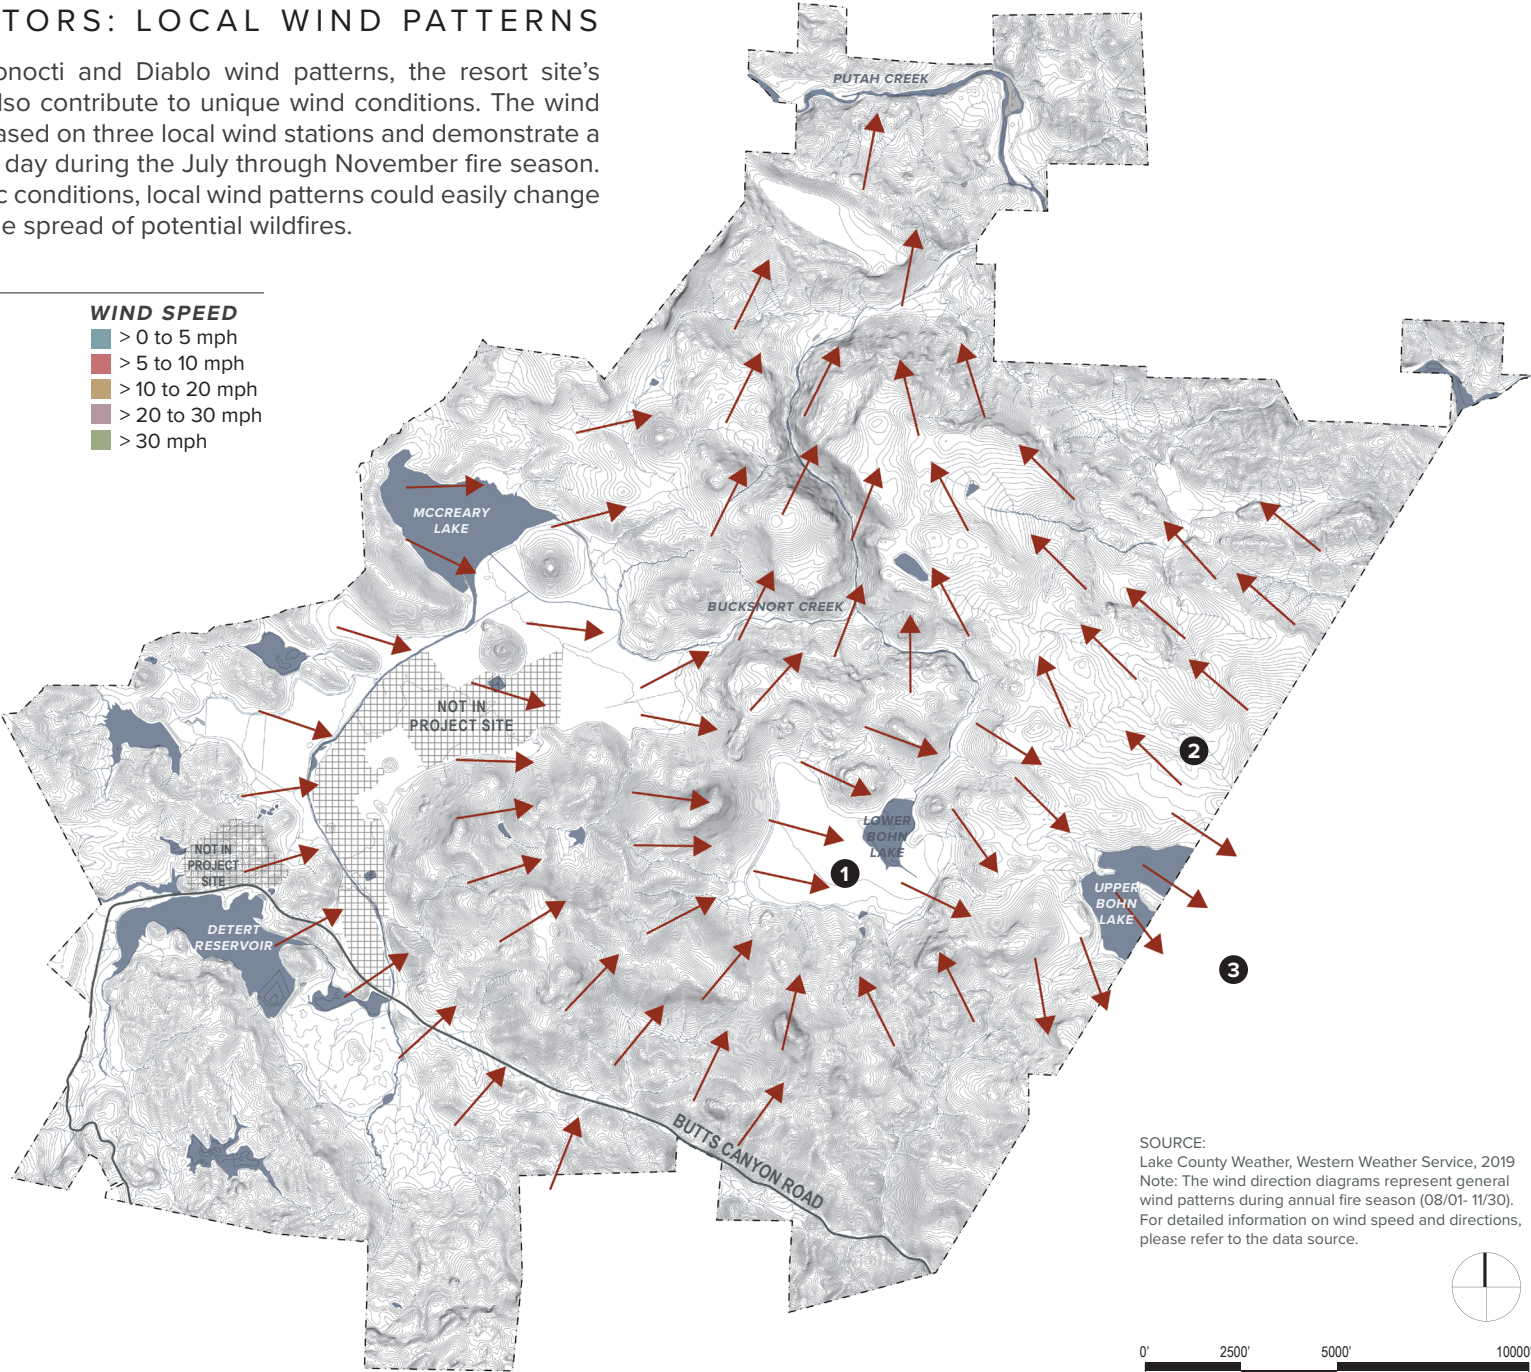 TORS: LOCAL WIND PATTERNS
onocti and Diablo wind patterns, the resort site's
lso contribute to unique wind conditions. The wind
ased on three local wind stations and demonstrate a
day during the July through November fire season.
c conditions, local wind patterns could easily change
e spread of potential wildfires.
WIND SPEED
> 0 to 5 mph
> 5 to 10 mph
> 10 to 20 mph
> 20 to 30 mph
> 30 mph
PUTAH CREEK
MCCREARY
LAKE
BUCKSNORT CREEK
NOT IN
PROJECT SITE
NOT IN
PROJECT
SITE
DETERT
RESERVOIR
LOWER
BOHN
LAKE
UPPER
BOHN
LAKE
1
2
3
BUTTS CANYON ROAD
SOURCE:
Lake County Weather, Western Weather Service, 2019
Note: The wind direction diagrams represent general
wind patterns during annual fire season (08/01- 11/30).
For detailed information on wind speed and directions,
please refer to the data source.
0' 2500' 5000' 10000'